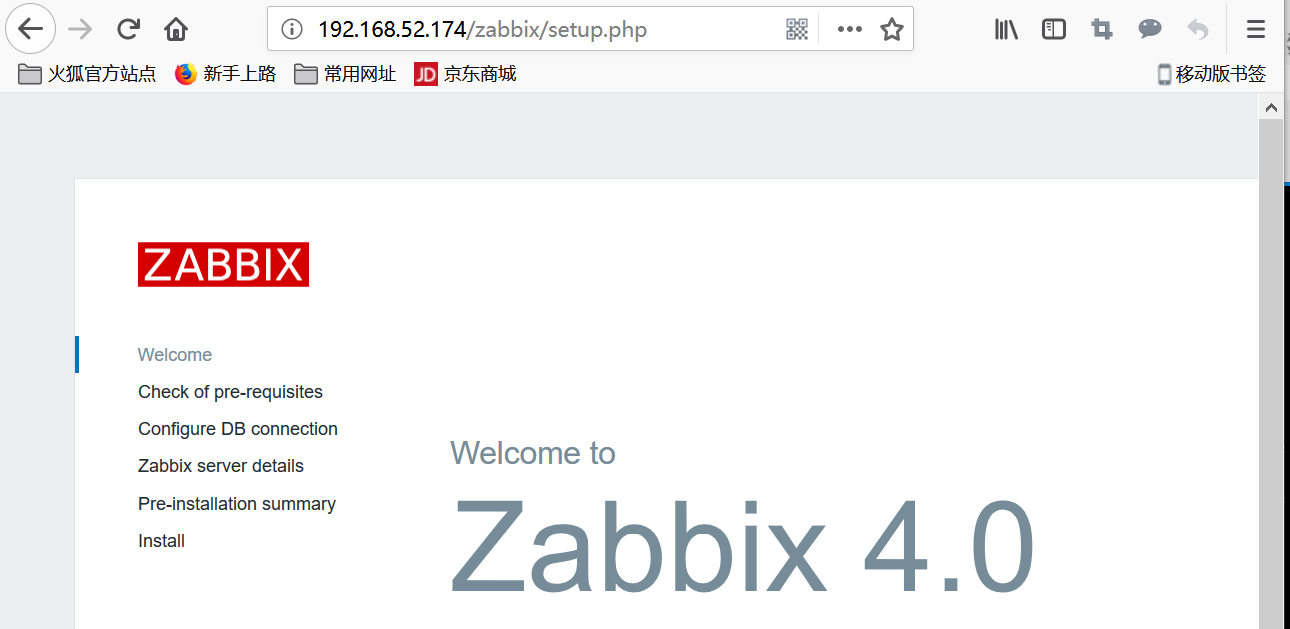 192.168.52.174/zabbix/setup.php
火狐官方站点 新手上路 常用网址 JD 京东商城 移动版书签
ZABBIX
Welcome
Check of pre-requisites
Configure DB connection
Zabbix server details
Pre-installation summary
Install
Welcome to
Zabbix 4.0